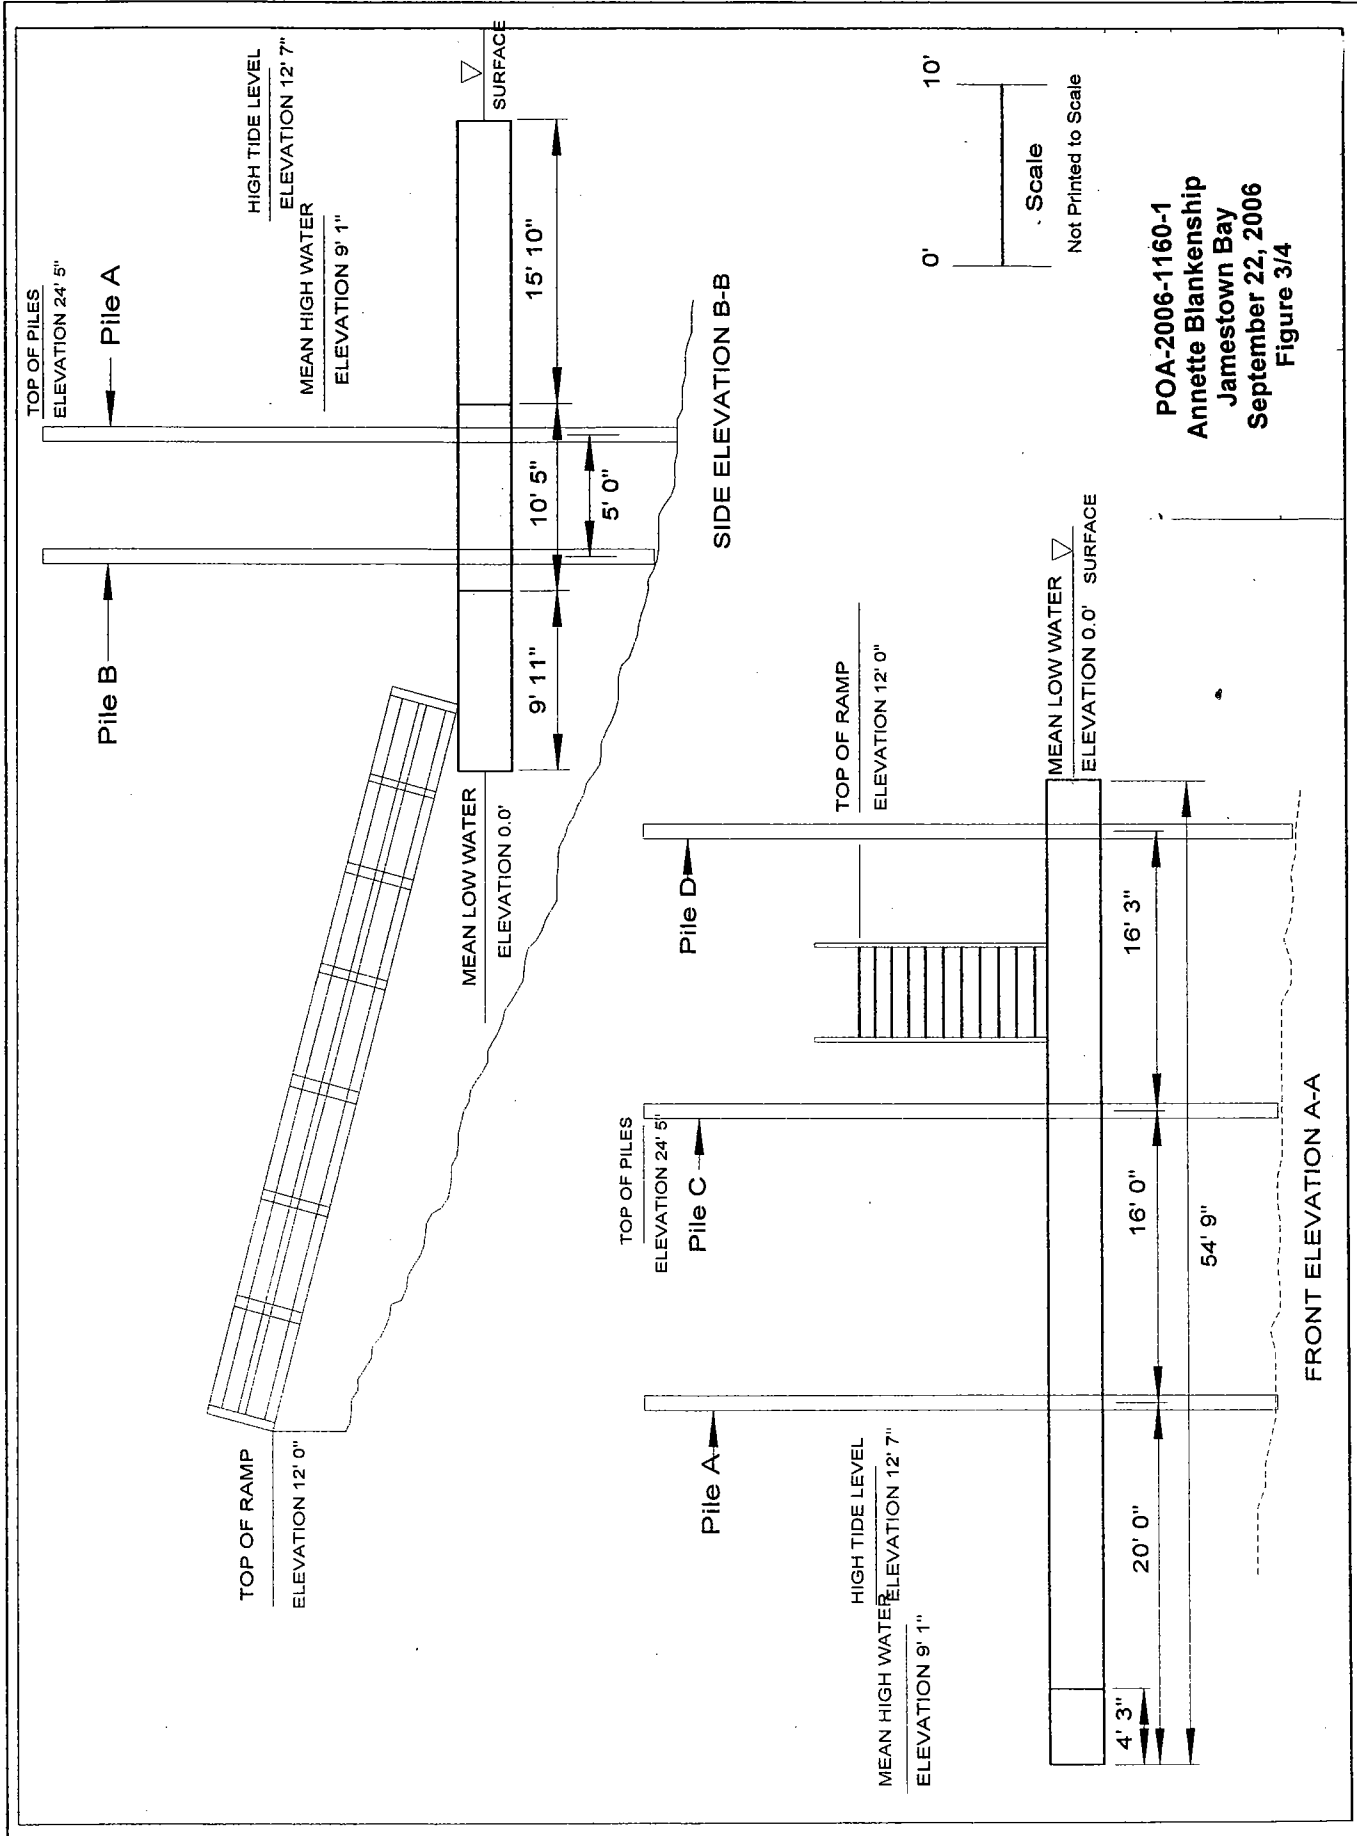 TOP OF PILES
ELEVATION 24' 5"
Pile A
Pile B
HIGH TIDE LEVEL
ELEVATION 12' 7"
MEAN HIGH WATER
ELEVATION 9' 1"
TOP OF RAMP
ELEVATION 12' 0"
MEAN LOW WATER
ELEVATION 0.0'
SURFACE
9' 11"
10' 5"
15' 10"
5' 0"
SIDE ELEVATION B-B
TOP OF PILES
ELEVATION 24' 5"
Pile A
Pile C
Pile D
TOP OF RAMP
ELEVATION 12' 0"
HIGH TIDE LEVEL
ELEVATION 12' 7"
MEAN HIGH WATER
ELEVATION 9' 1"
MEAN LOW WATER
ELEVATION 0.0'
SURFACE
4' 3"
20' 0"
16' 0"
16' 3"
54' 9"
FRONT ELEVATION A-A
0'
10'
Scale
Not Printed to Scale
POA-2006-1160-1
Annette Blankenship
Jamestown Bay
September 22, 2006
Figure 3/4